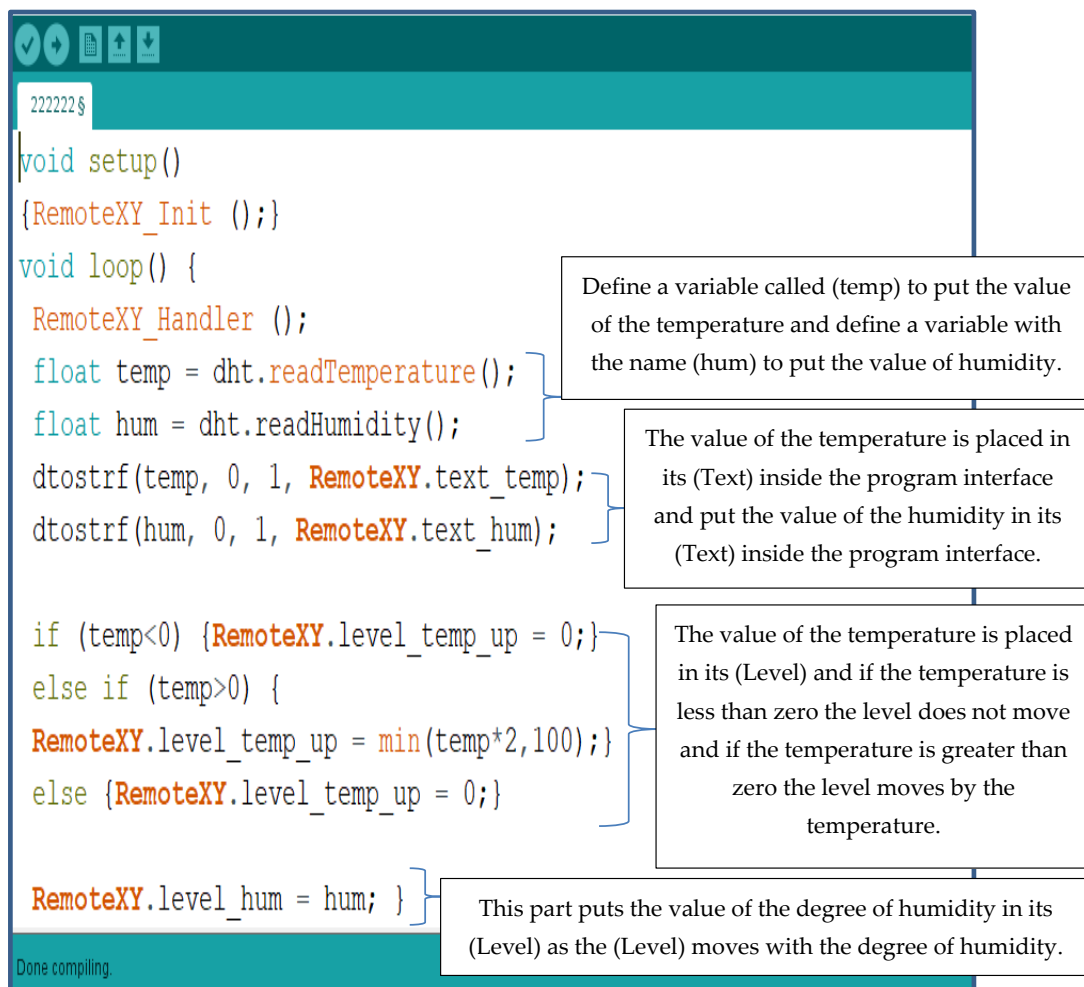 222222 §
void setup()
{RemoteXY_Init ();}
void loop() {
RemoteXY_Handler ();
float temp = dht.readTemperature();
float hum = dht.readHumidity();
dtostrf(temp, 0, 1, RemoteXY.text_temp);
dtostrf(hum, 0, 1, RemoteXY.text_hum);
if (temp<0) {RemoteXY.level_temp_up = 0;}
else if (temp>0) {
RemoteXY.level_temp_up = min(temp*2,100);}
else {RemoteXY.level_temp_up = 0;}
RemoteXY.level_hum = hum; }
Done compiling.
Define a variable called (temp) to put the value
of the temperature and define a variable with
the name (hum) to put the value of humidity.
The value of the temperature is placed in
its (Text) inside the program interface
and put the value of the humidity in its
(Text) inside the program interface.
The value of the temperature is placed
in its (Level) and if the temperature is
less than zero the level does not move
and if the temperature is greater than
zero the level moves by the
temperature.
This part puts the value of the degree of humidity in its
(Level) as the (Level) moves with the degree of humidity.